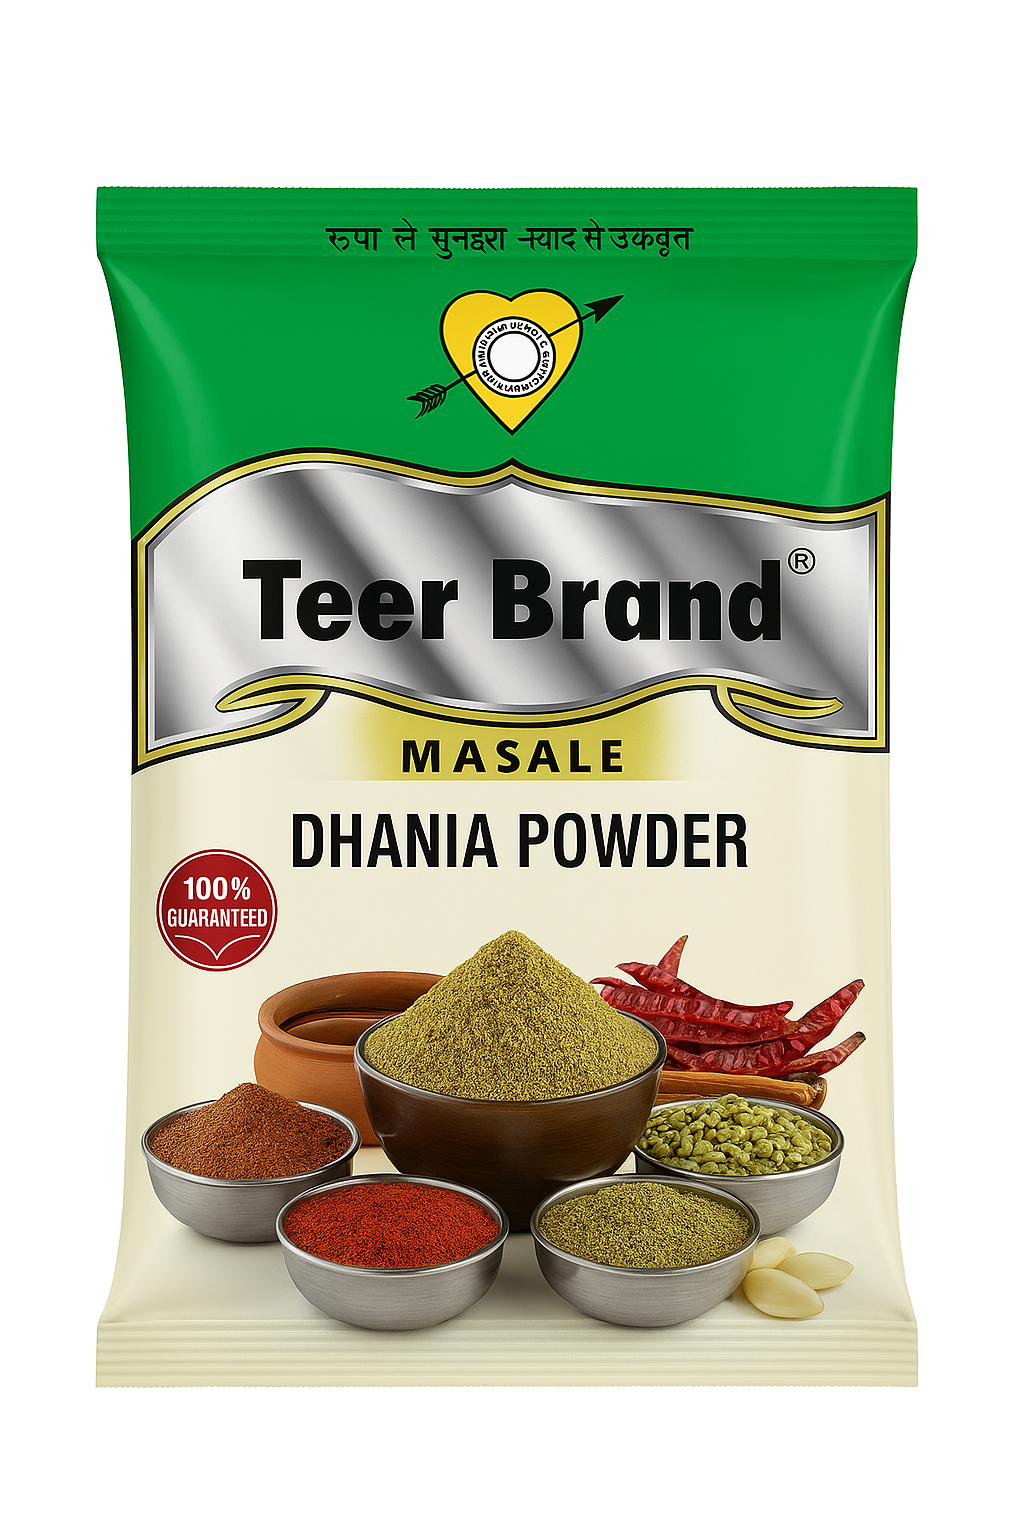 रूपा ले सुनहरा स्याद से उकबूत
Teer Brand®
MASALE
DHANIA POWDER
100%
GUARANTEED